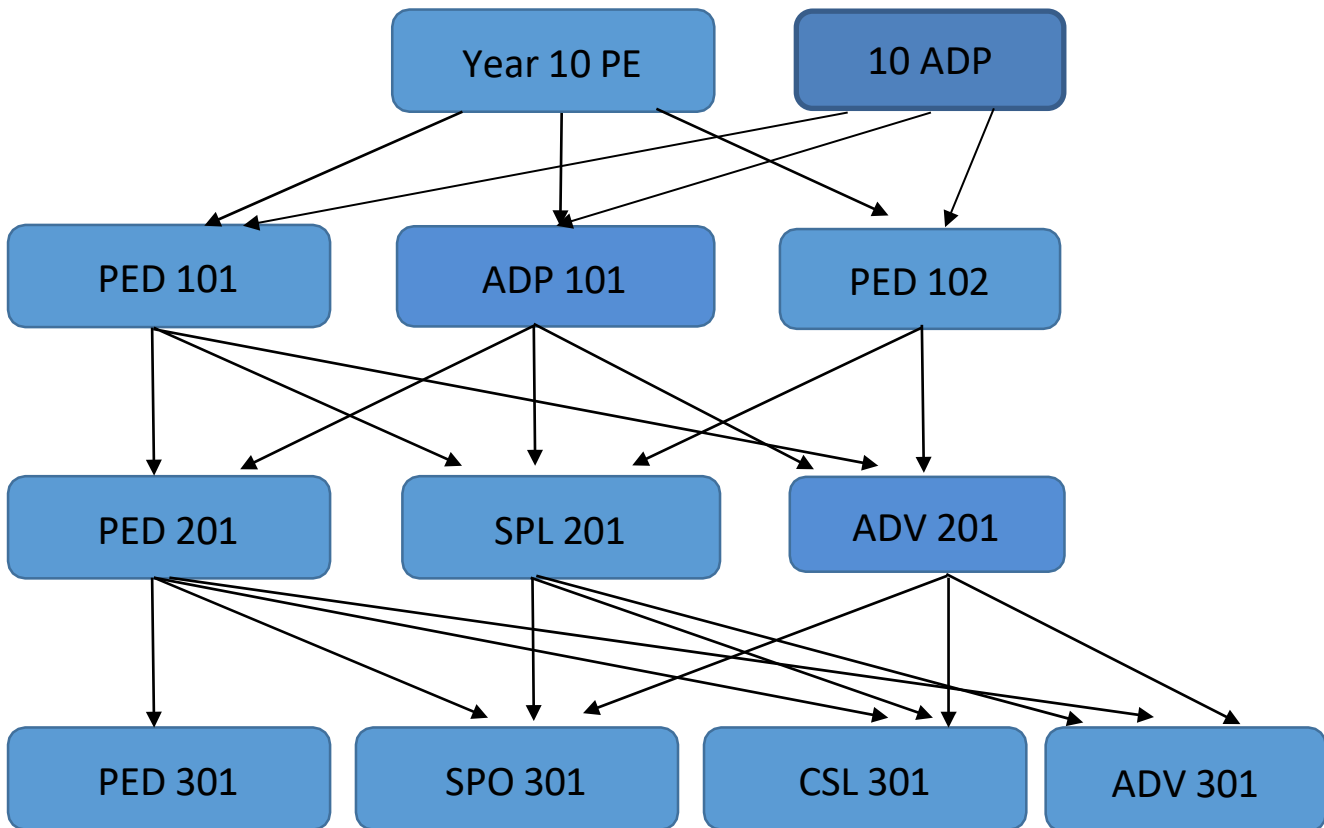 Year 10 PE
10 ADP
PED 101
ADP 101
PED 102
PED 201
SPL 201
ADV 201
PED 301
SPO 301
CSL 301
ADV 301